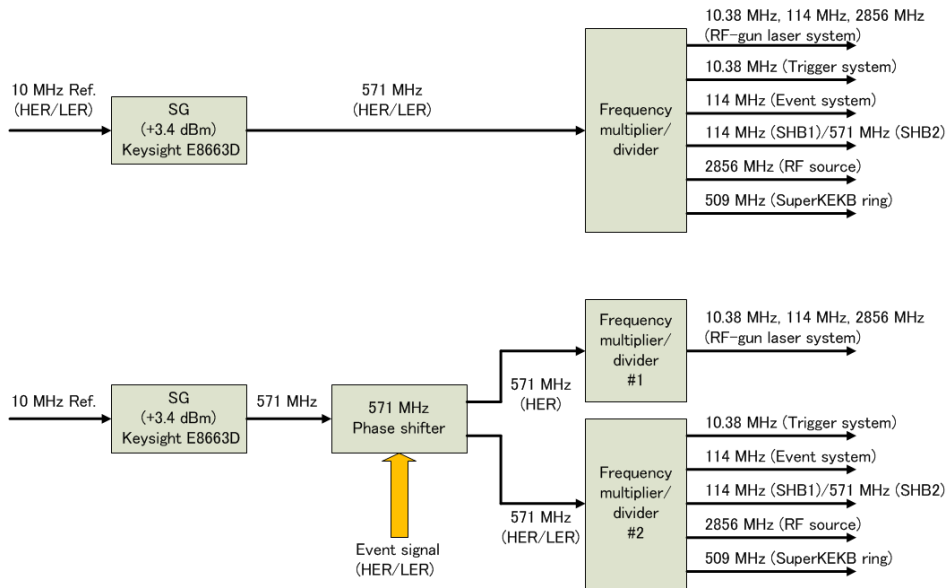 10 MHz Ref.
(HER/LER)
SG
(+3.4 dBm)
Keysight E8663D
571 MHz
(HER/LER)
Frequency
multiplier/
divider
10.38 MHz, 114 MHz, 2856 MHz
(RF-gun laser system)
10.38 MHz (Trigger system)
114 MHz (Event system)
114 MHz (SHB1)/571 MHz (SHB2)
2856 MHz (RF source)
509 MHz (SuperKEKB ring)
10 MHz Ref.
SG
(+3.4 dBm)
Keysight E8663D
571 MHz
571 MHz
Phase shifter
Event signal
(HER/LER)
571 MHz
(HER)
Frequency
multiplier/
divider
#1
10.38 MHz, 114 MHz, 2856 MHz
(RF-gun laser system)
571 MHz
(HER/LER)
Frequency
multiplier/
divider
#2
10.38 MHz (Trigger system)
114 MHz (Event system)
114 MHz (SHB1)/571 MHz (SHB2)
2856 MHz (RF source)
509 MHz (SuperKEKB ring)